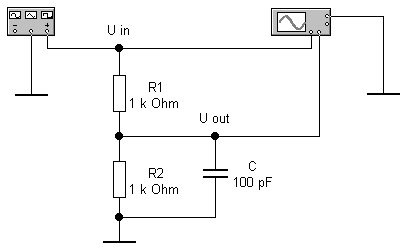 U in
R1
1 k Ohm
U out
R2
1 k Ohm
C
100 pF